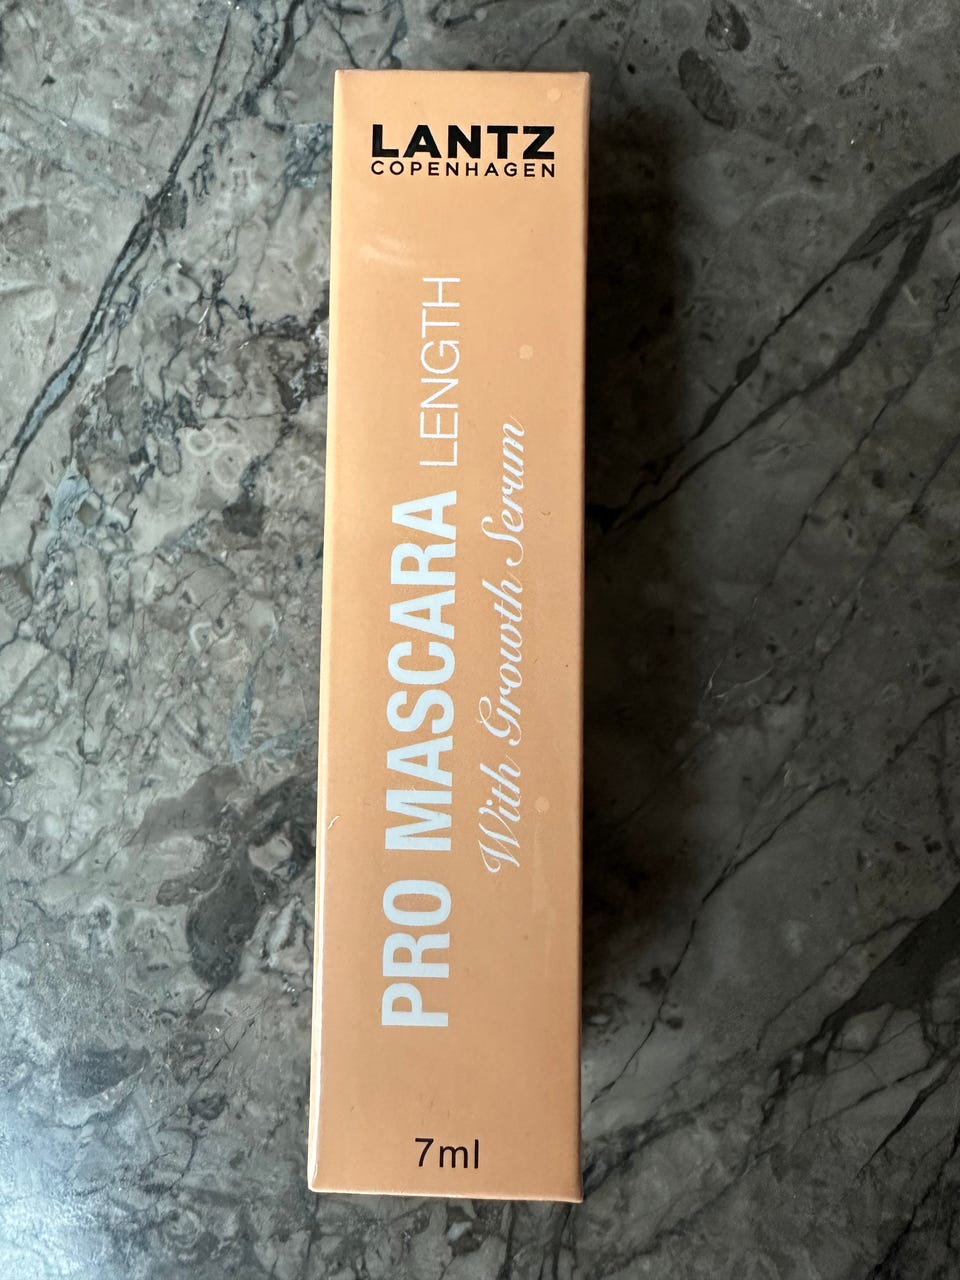 LANTZ
COPENHAGEN
PRO MASCARA LENGTH
With Growth Serum
7ml